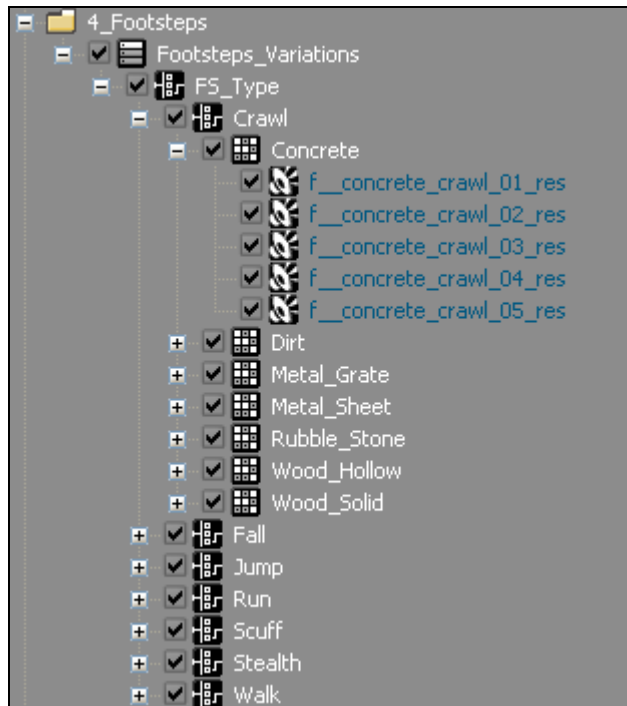 4_Footsteps
Footsteps_Variations
FS_Type
Crawl
Concrete
f__concrete_crawl_01_res
f__concrete_crawl_02_res
f__concrete_crawl_03_res
f__concrete_crawl_04_res
f__concrete_crawl_05_res
Dirt
Metal_Grate
Metal_Sheet
Rubble_Stone
Wood_Hollow
Wood_Solid
Fall
Jump
Run
Scuff
Stealth
Walk